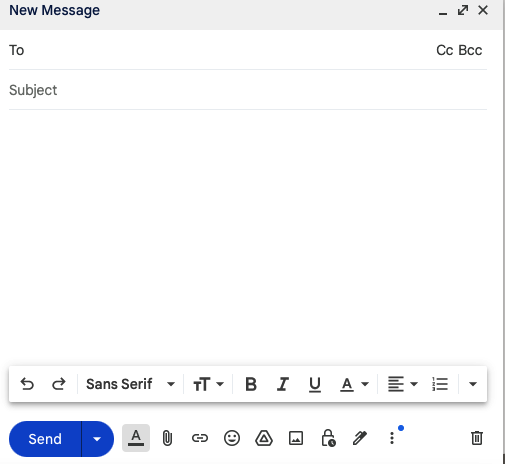 New Message
To Cc Bcc
Subject
Sans Serif
Send